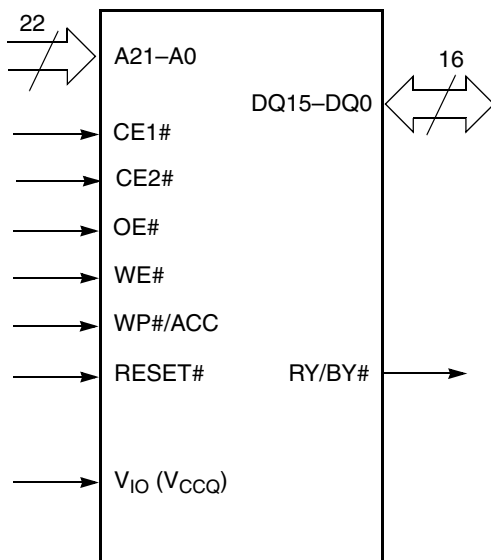 22
A21–A0
16
DQ15–DQ0
CE1#
CE2#
OE#
WE#
WP#/ACC
RESET#
RY/BY#
VIO (VCCQ)